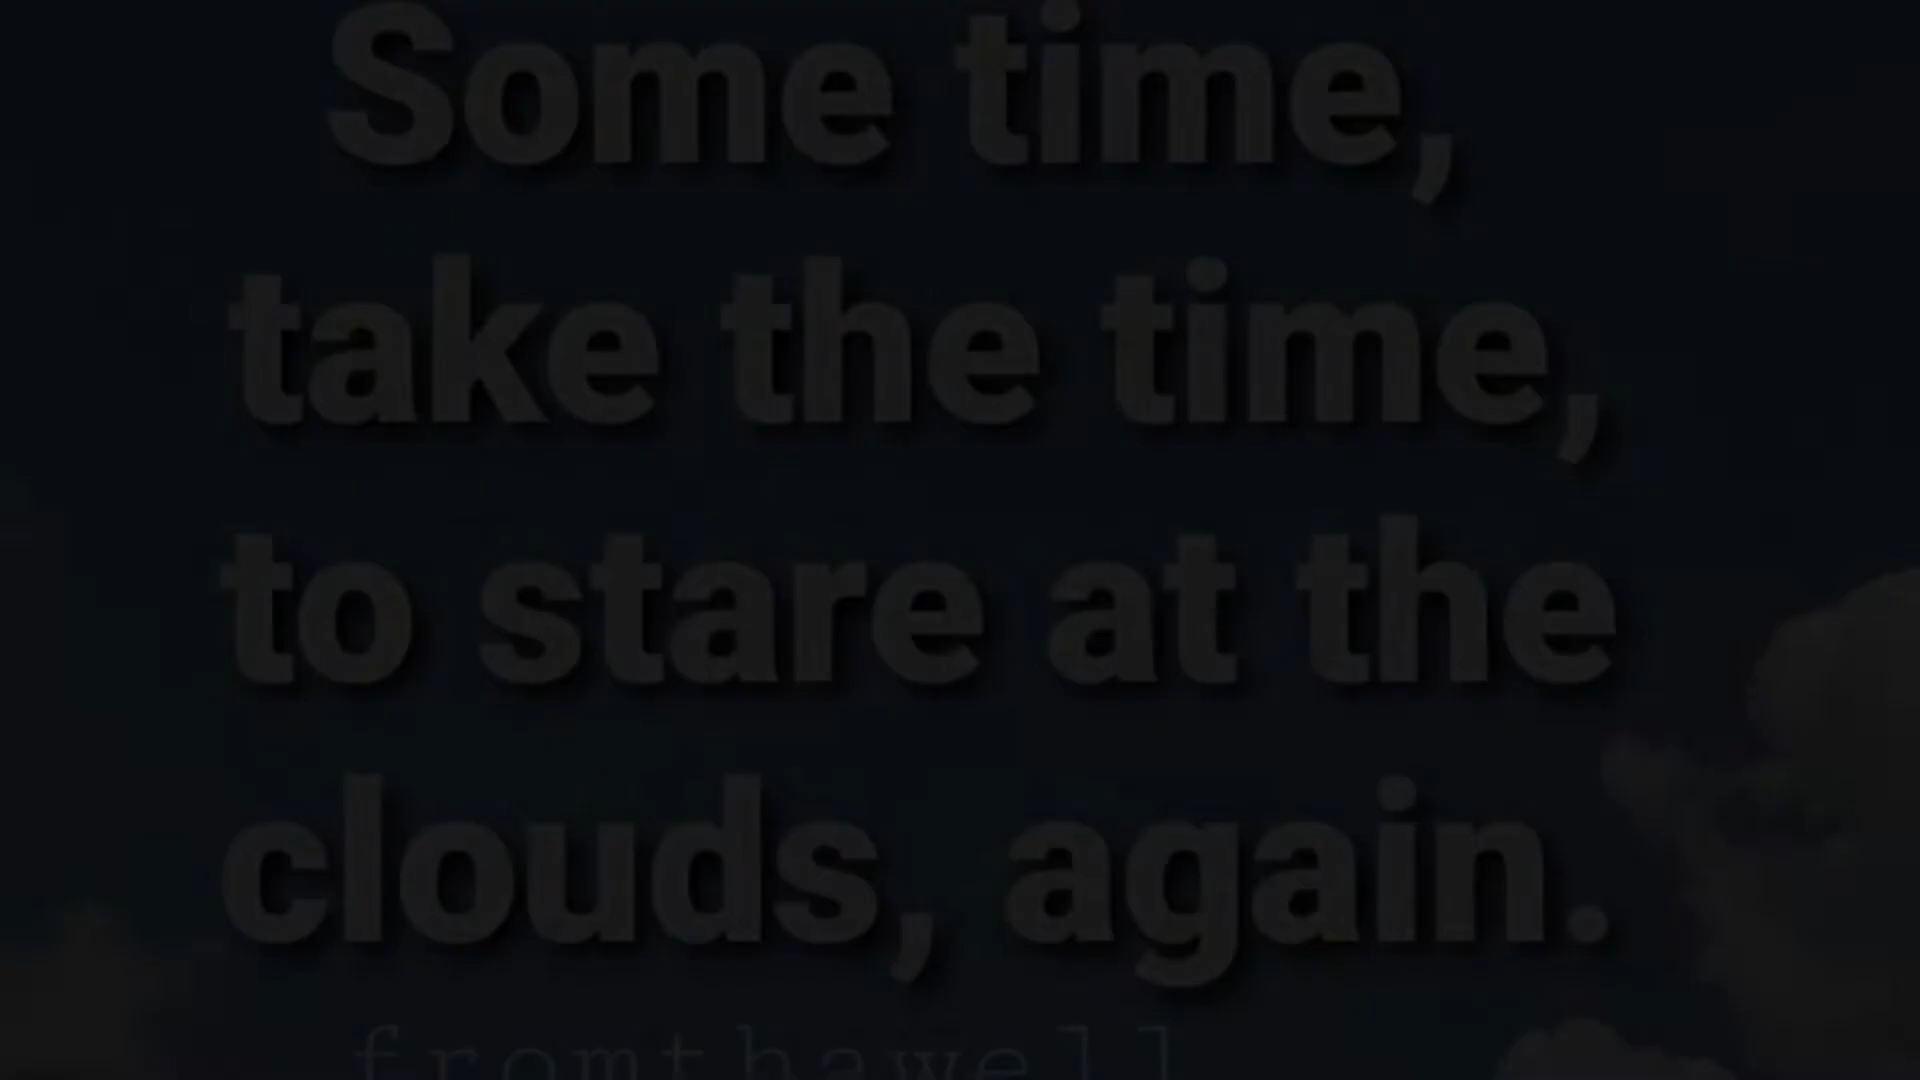 Some time,
take the time,
to stare at the
clouds, again.
fromthawell